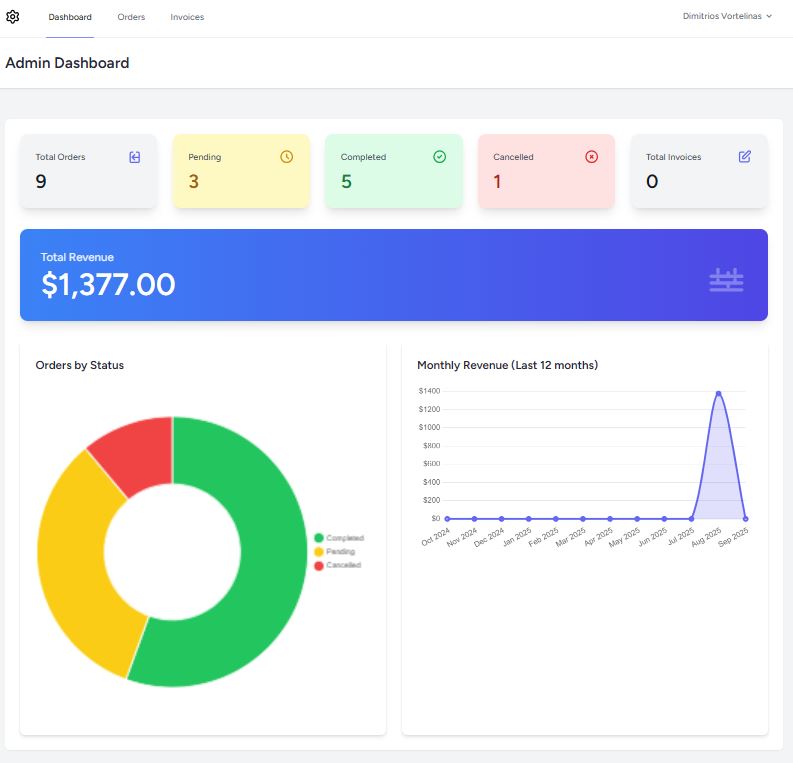 Dashboard Orders Invoices Dimitrios Vortelinas
Admin Dashboard
Total Orders
9
Pending
3
Completed
5
Cancelled
1
Total Invoices
0
Total Revenue
$1,377.00
Orders by Status
Completed
Pending
Cancelled
Monthly Revenue (Last 12 months)
$1400
$1200
$1000
$800
$600
$400
$200
$0
Oct 2024 Nov 2024 Dec 2024 Jan 2025 Feb 2025 Mar 2025 Apr 2025 May 2025 Jun 2025 Jul 2025 Aug 2025 Sep 2025